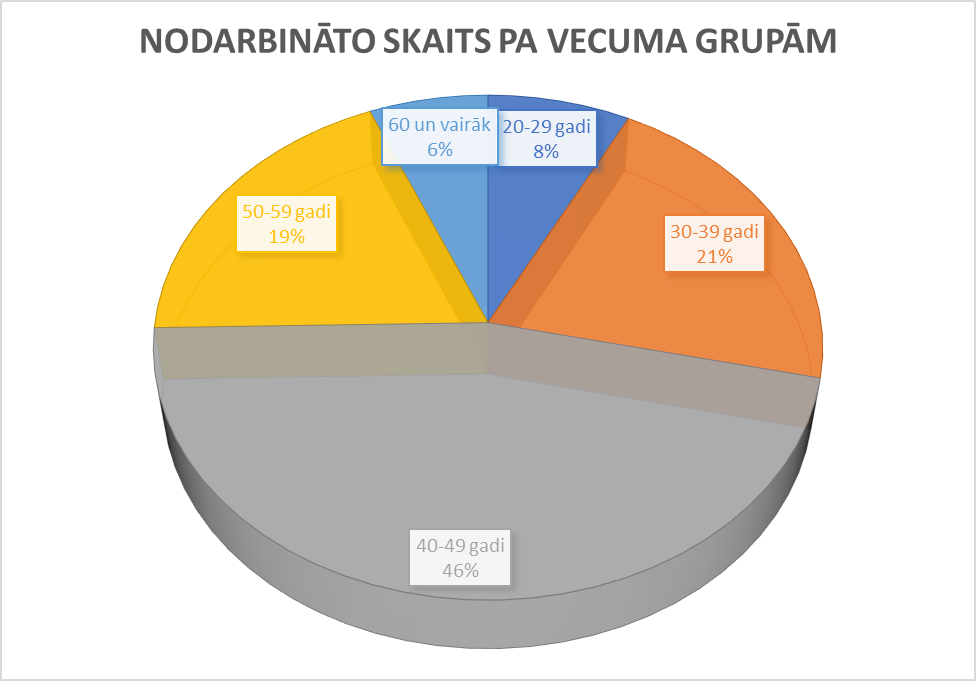 NODARBINĀTO SKAITS PA VECUMA GRUPĀM
60 un vairāk
6%
20-29 gadi
8%
50-59 gadi
19%
30-39 gadi
21%
40-49 gadi
46%